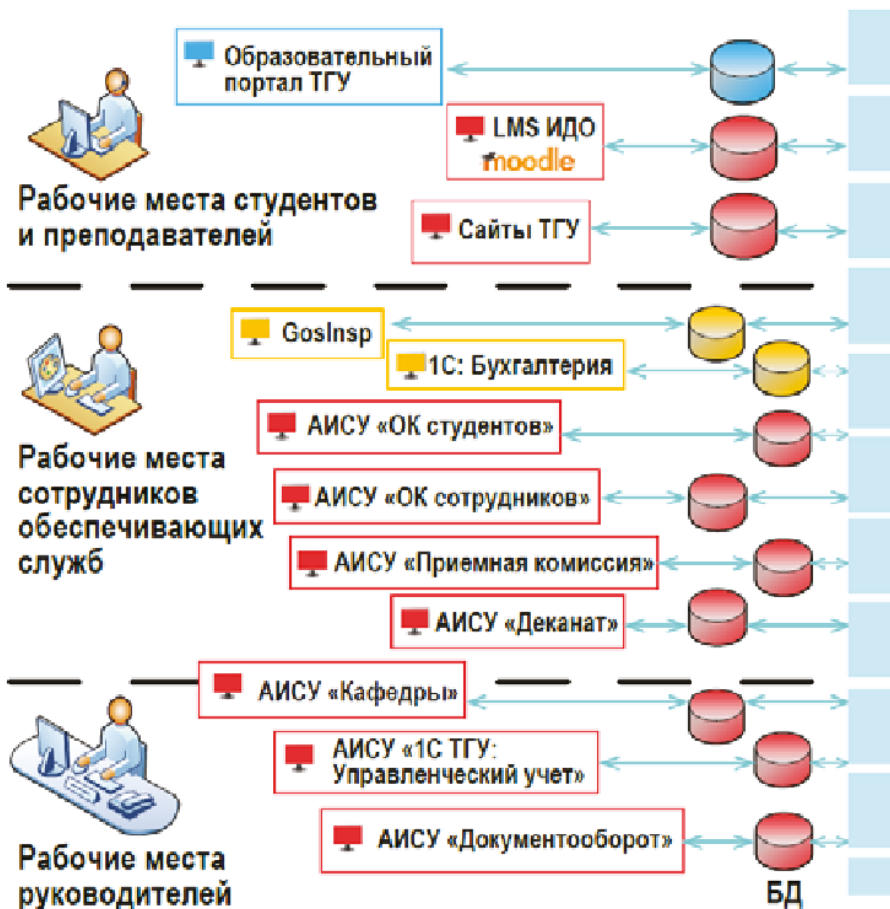 Образовательный
портал ТГУ
LMS ИДО
moodle
Рабочие места студентов
и преподавателей
Сайты ТГУ
GosInsp
1С: Бухгалтерия
АИСУ «ОК студентов»
Рабочие места
сотрудников
обеспечивающих
служб
АИСУ «ОК сотрудников»
АИСУ «Приемная комиссия»
АИСУ «Деканат»
АИСУ «Кафедры»
АИСУ «1С ТГУ:
Управленческий учет»
АИСУ «Документооборот»
Рабочие места
руководителей
БД